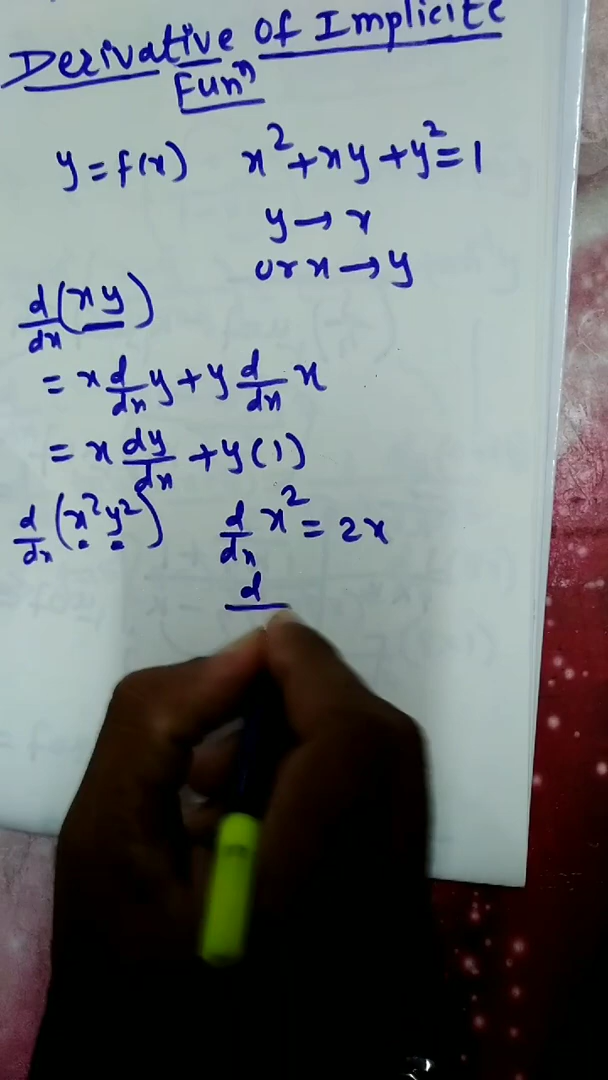 Derivative of Implicite
Funⁿ
y = f(x) x² + xy + y² = 1
y → x
or x → y
d/dx (xy)
= x d/dx y + y d/dx x
= x dy/dx + y(1)
d/dx (x²y²) d/dx x² = 2x
d